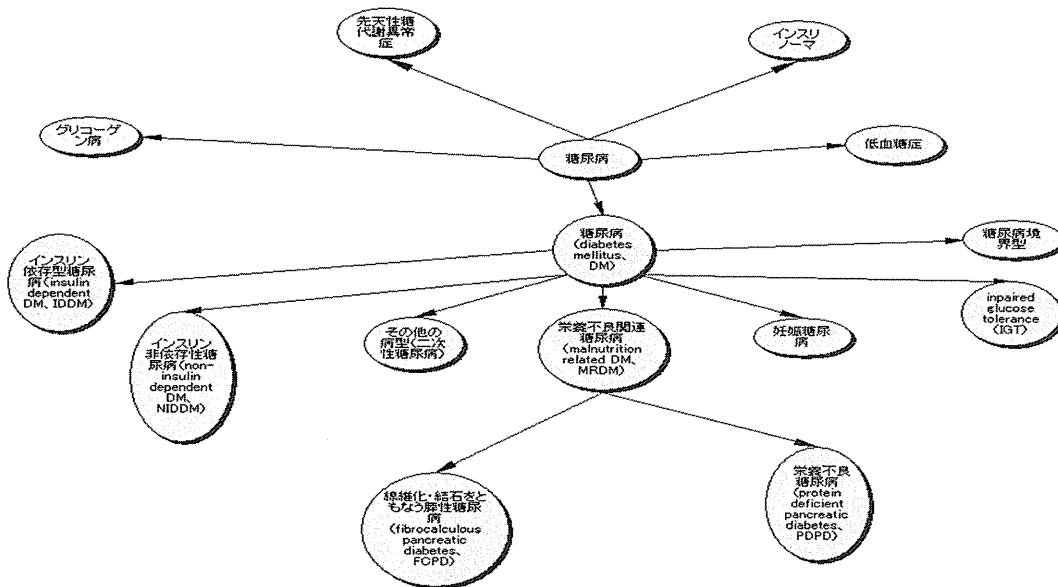 先天性糖
代謝異常
症
インスリ
ノーマ
グリコーゲ
ン病
糖尿病
低血糖症
糖尿病
(diabetes
mellitus、
DM)
糖尿病境
界型
インスリン
依存型糖尿
病(insulin
dependent
DM、IDDM)
インスリン
非依存性糖
尿病(non-
insulin
dependent
DM、
NIDDM)
その他の
病型(二次
性糖尿病)
栄養不良関連
糖尿病
(malnutrition
related DM、
MRDM)
妊娠糖尿
病
inpaired
glucose
tolerance
(IGT)
線維化・結石をと
もなう膵性糖尿
病
(fibrocalculous
pancreatic
diabetes、
FCPD)
栄養不良
糖尿病
(protein
deficient
pancreatic
diabetes、
PDPD)